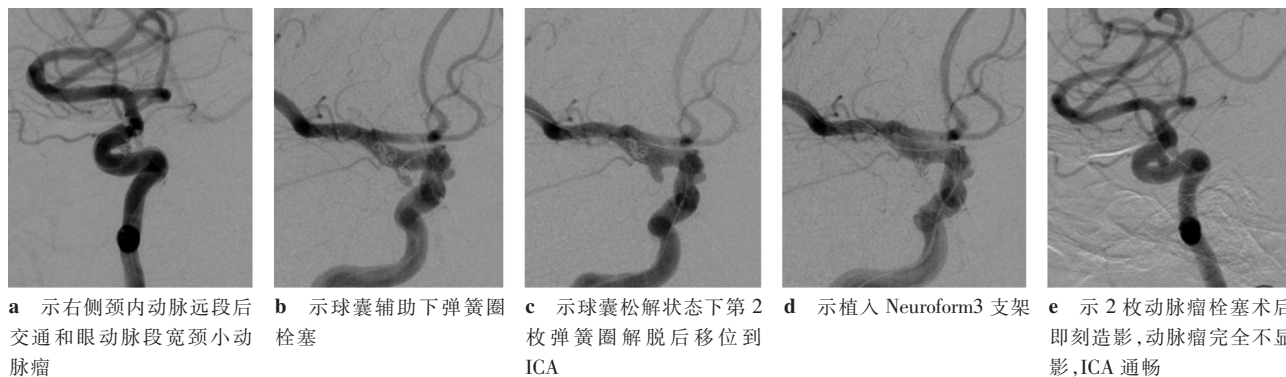 a 示右侧颈内动脉远段后
交通和眼动脉段宽颈小动
脉瘤
b 示球囊辅助下弹簧圈
栓塞
c 示球囊松解状态下第 2
枚弹簧圈解脱后移位到
ICA
d 示植入 Neuroform3 支架
e 示 2 枚动脉瘤栓塞术后
即刻造影,动脉瘤完全不显
影,ICA 通畅